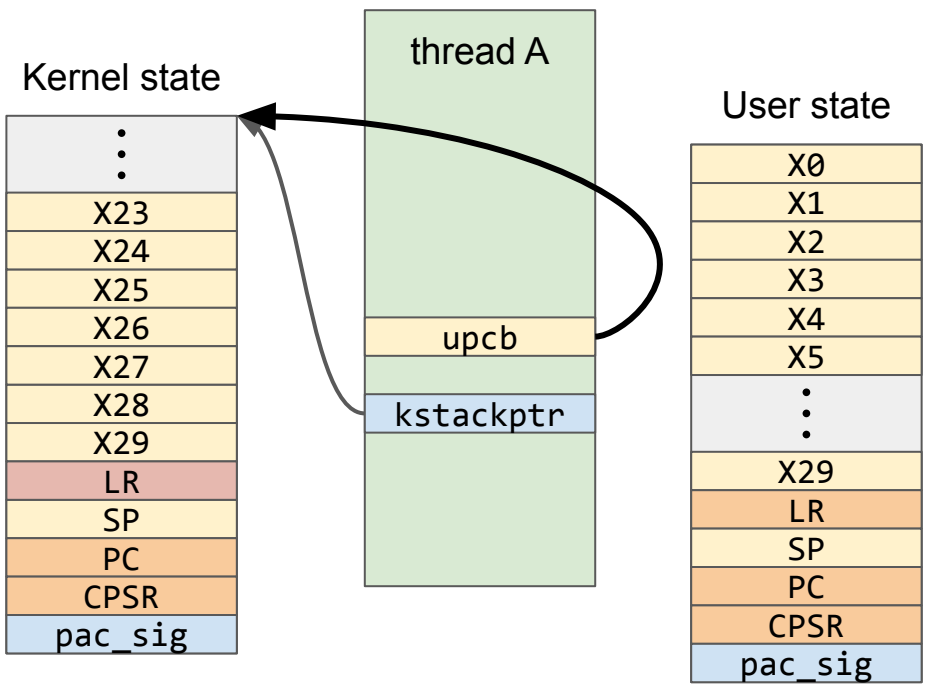 Kernel state
X23
X24
X25
X26
X27
X28
X29
LR
SP
PC
CPSR
pac_sig
thread A
upcb
kstackptr
User state
X0
X1
X2
X3
X4
X5
X29
LR
SP
PC
CPSR
pac_sig